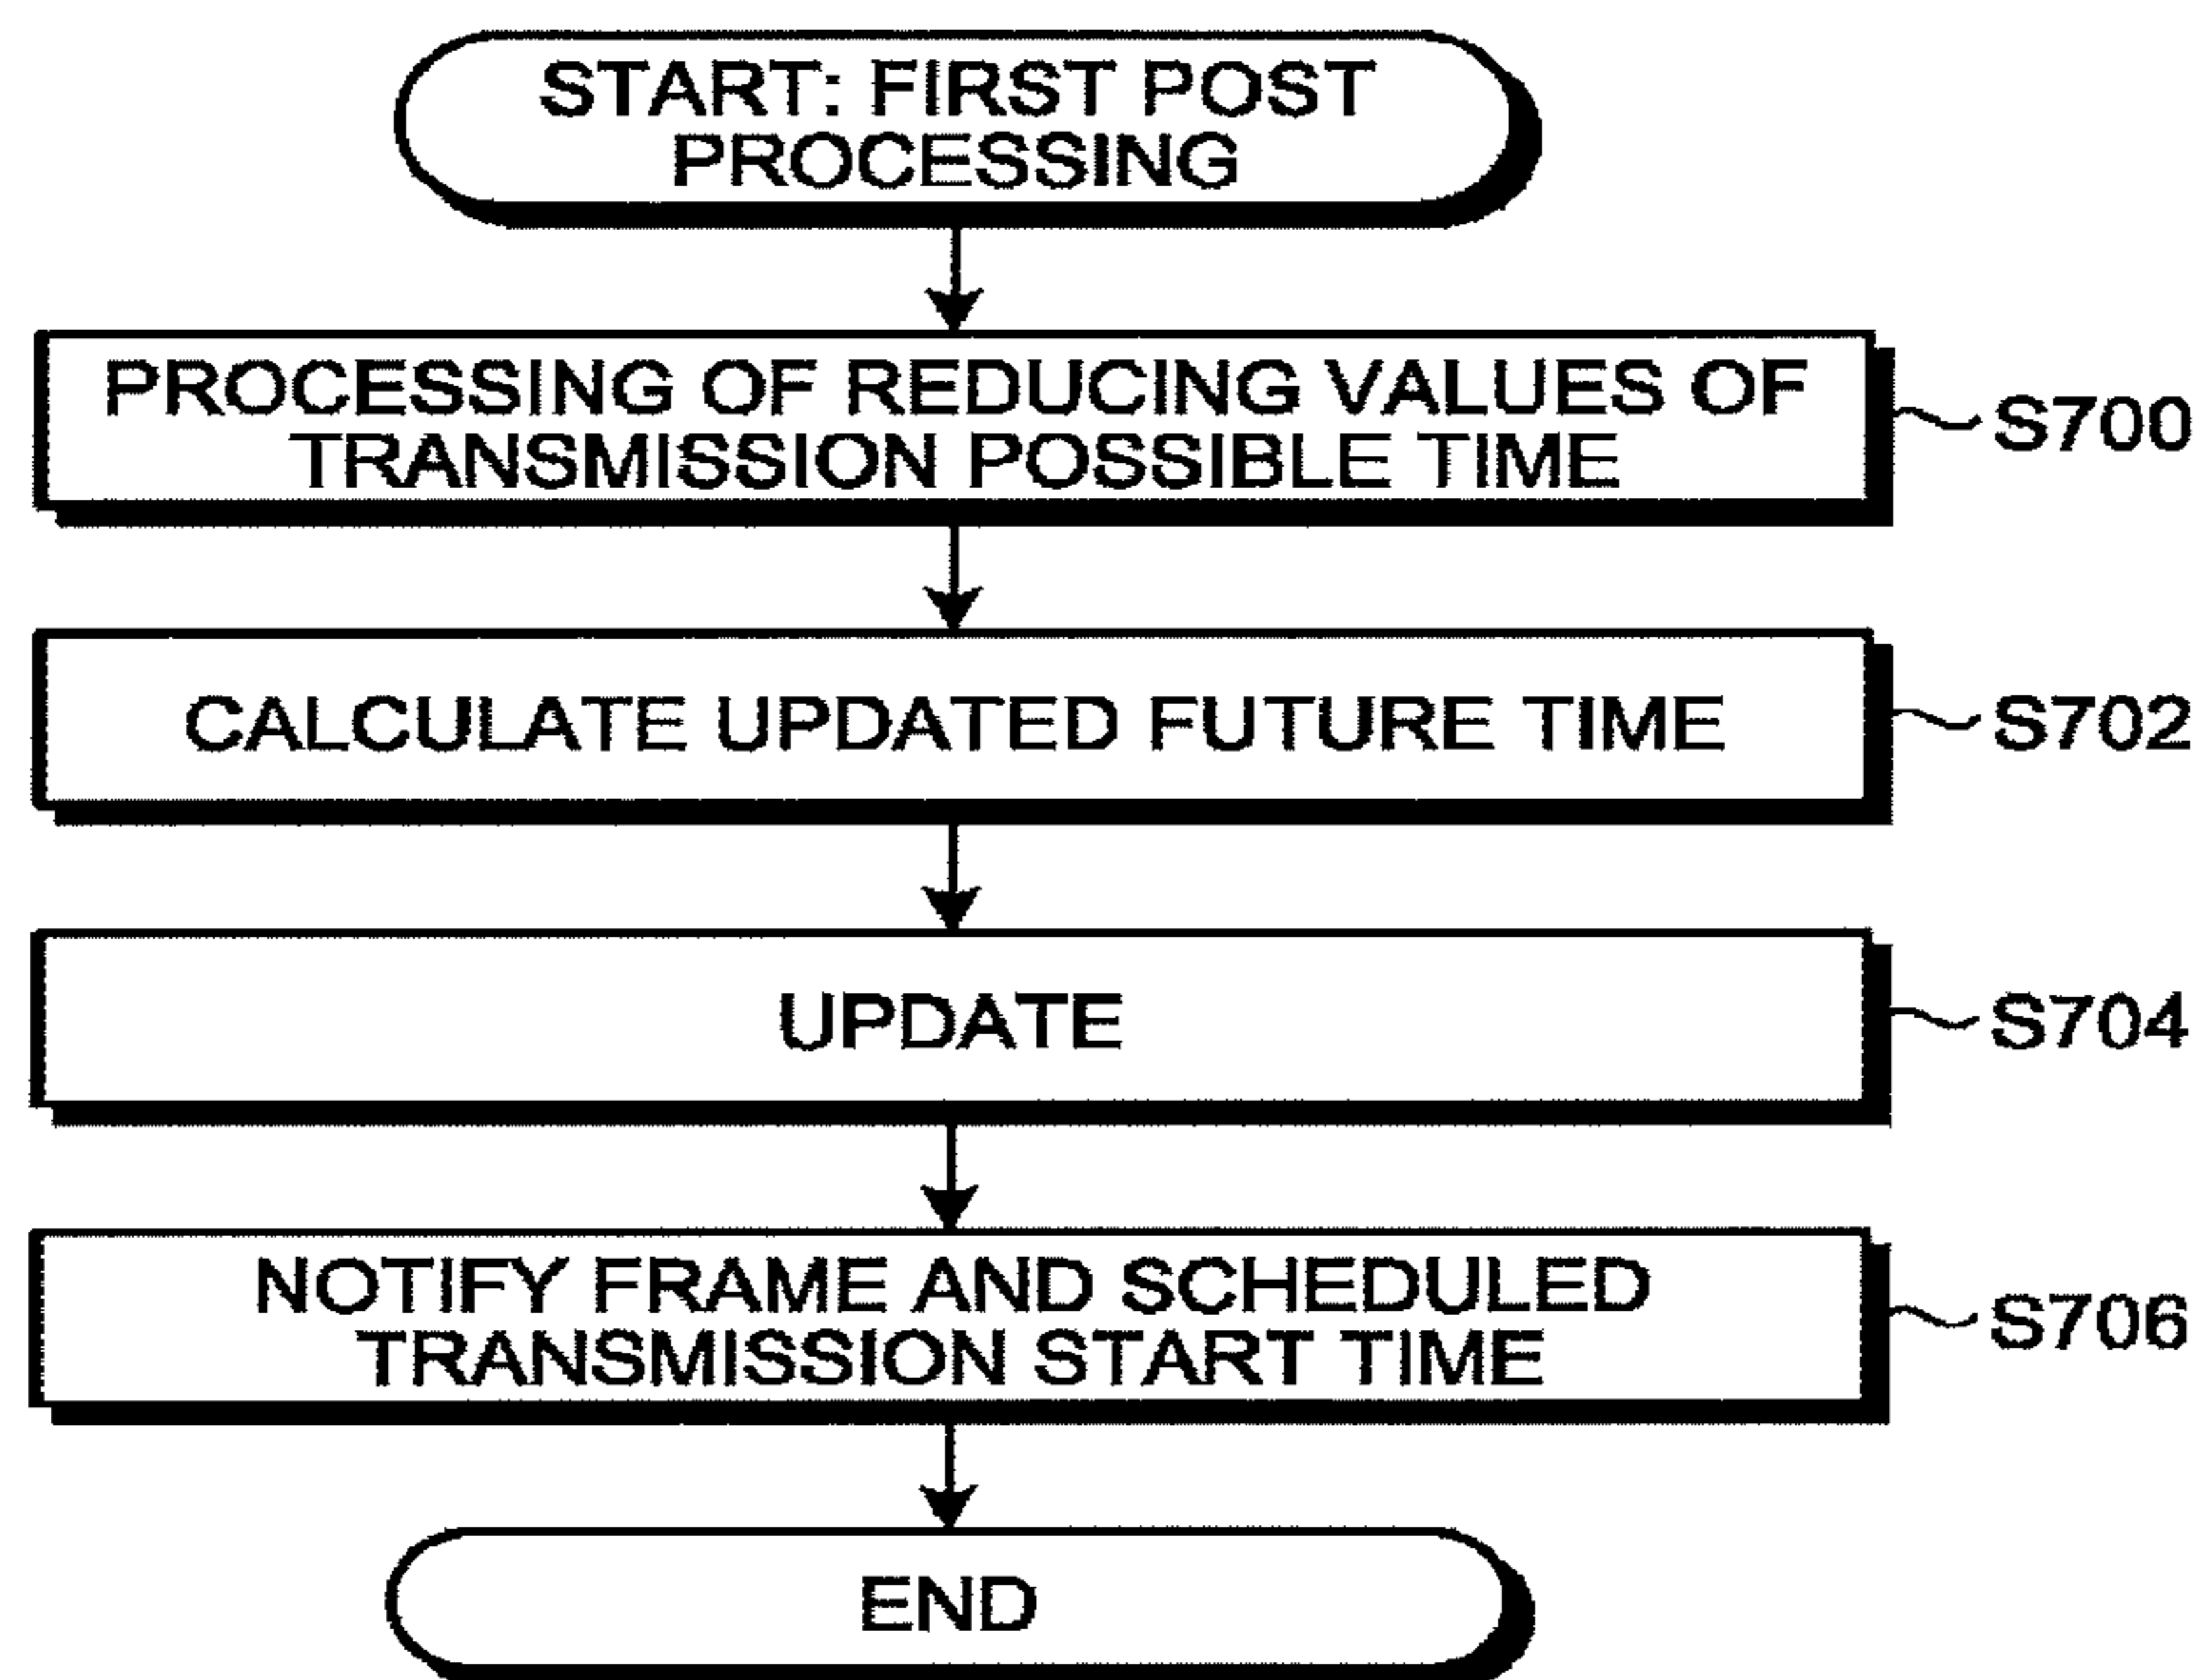 START: FIRST POST
PROCESSING
PROCESSING OF REDUCING VALUES OF
TRANSMISSION POSSIBLE TIME
S700
CALCULATE UPDATED FUTURE TIME
S702
UPDATE
S704
NOTIFY FRAME AND SCHEDULED
TRANSMISSION START TIME
S706
END